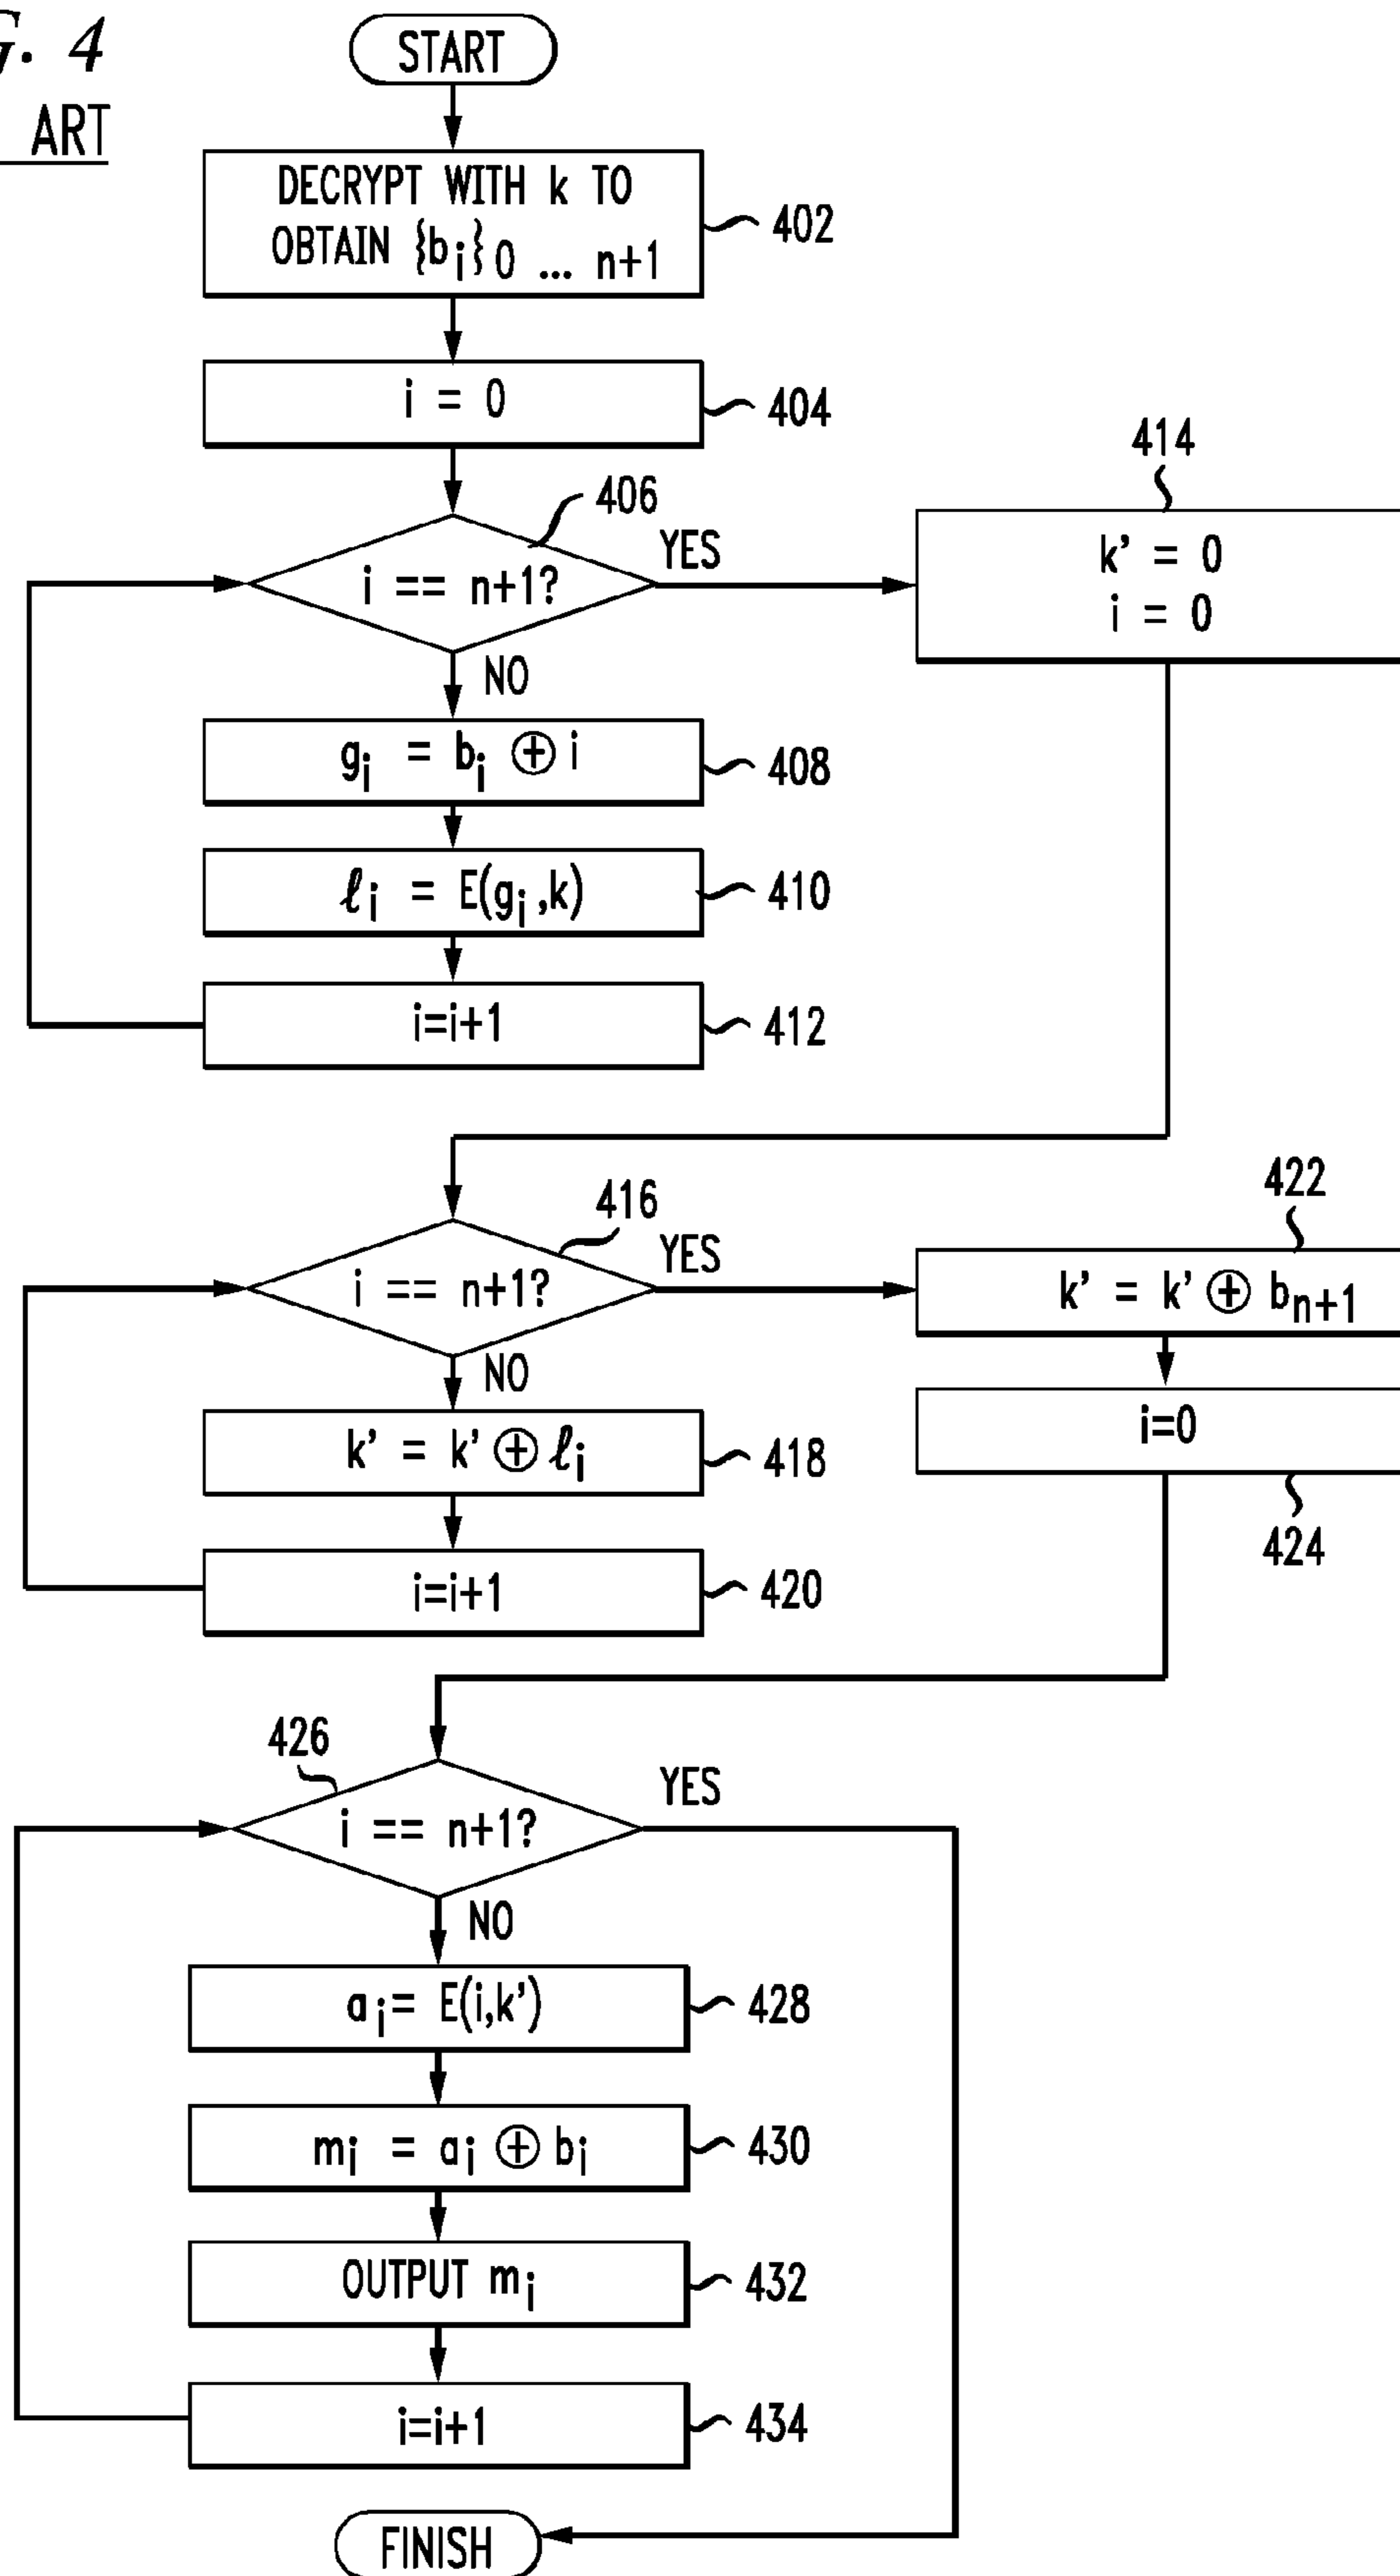 4
ART
START
DECRYPT WITH k TO
OBTAIN {bᵢ}₀ ... ₙ₊₁
402
i = 0
404
406
i == n+1?
YES
NO
414
k' = 0
i = 0
gᵢ = bᵢ ⊕ i
408
ℓᵢ = E(gᵢ,k)
410
i=i+1
412
416
i == n+1?
YES
NO
422
k' = k' ⊕ bₙ₊₁
i=0
424
k' = k' ⊕ ℓᵢ
418
i=i+1
420
426
i == n+1?
YES
NO
aᵢ= E(i,k')
428
mᵢ = aᵢ ⊕ bᵢ
430
OUTPUT mᵢ
432
i=i+1
434
FINISH